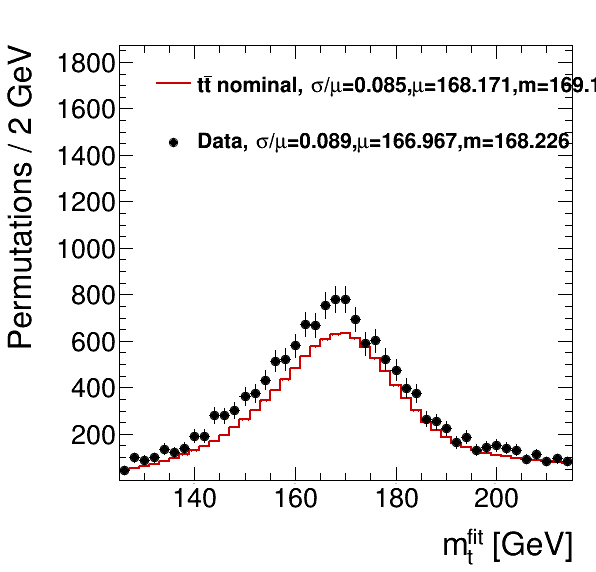 Permutations / 2 GeV
1800
1600
1400
1200
1000
800
600
400
200
tt̄ nominal, σ/μ=0.085,μ=168.171,m=169.1
Data, σ/μ=0.089,μ=166.967,m=168.226
140 160 180 200
m_t^fit [GeV]